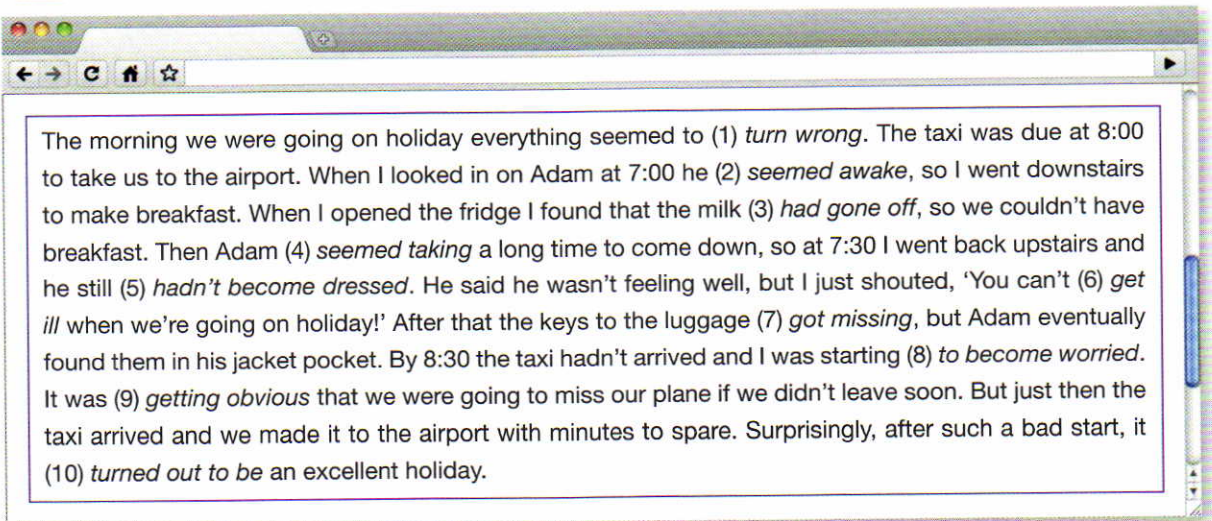 The morning we were going on holiday everything seemed to (1) turn wrong. The taxi was due at 8:00
to take us to the airport. When I looked in on Adam at 7:00 he (2) seemed awake, so I went downstairs
to make breakfast. When I opened the fridge I found that the milk (3) had gone off, so we couldn't have
breakfast. Then Adam (4) seemed taking a long time to come down, so at 7:30 I went back upstairs and
he still (5) hadn't become dressed. He said he wasn't feeling well, but I just shouted, 'You can't (6) get
ill when we're going on holiday!' After that the keys to the luggage (7) got missing, but Adam eventually
found them in his jacket pocket. By 8:30 the taxi hadn't arrived and I was starting (8) to become worried.
It was (9) getting obvious that we were going to miss our plane if we didn't leave soon. But just then the
taxi arrived and we made it to the airport with minutes to spare. Surprisingly, after such a bad start, it
(10) turned out to be an excellent holiday.